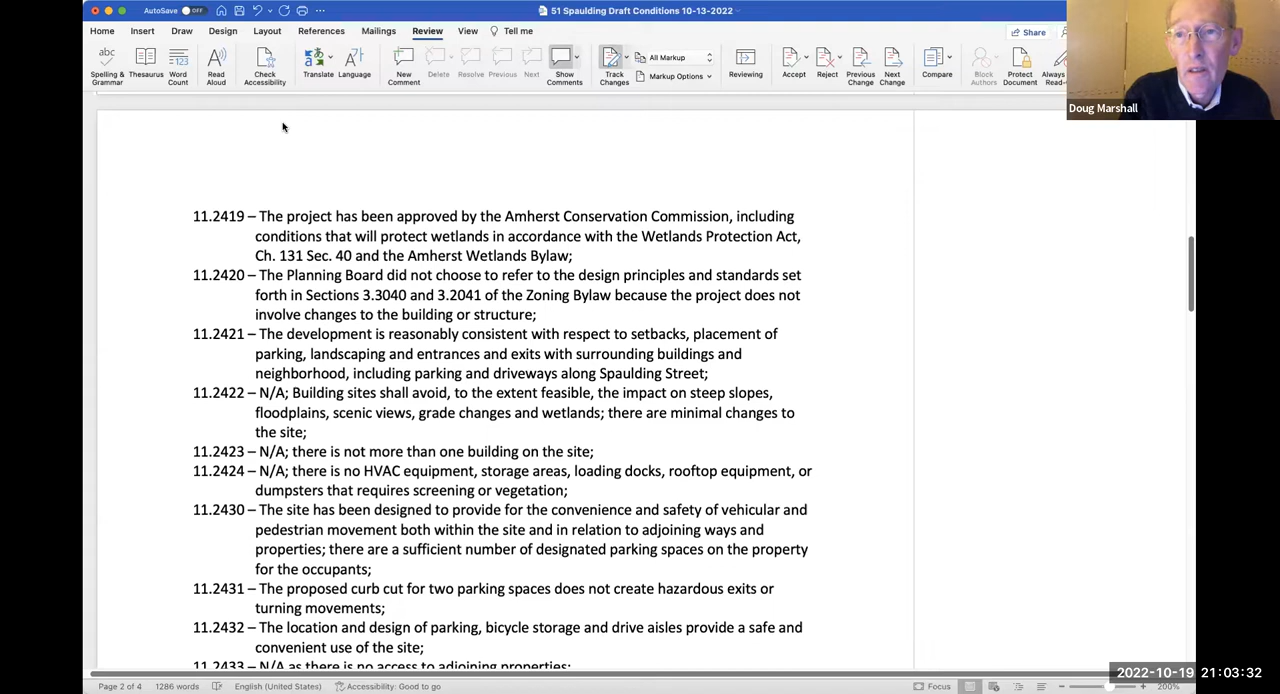 AutoSave OFF
51 Spaulding Draft Conditions 10-13-2022
Home Insert Draw Design Layout References Mailings Review View Tell me
Share
Spelling & Grammar
Thesaurus
Word Count
Read Aloud
Check Accessibility
Translate
Language
New Comment
Delete
Resolve
Previous
Next
Show Comments
Track Changes
All Markup
Markup Options
Reviewing
Accept
Reject
Previous Change
Next Change
Compare
Block Authors
Protect Document
Always
Read-
Doug Marshall
11.2419 – The project has been approved by the Amherst Conservation Commission, including
conditions that will protect wetlands in accordance with the Wetlands Protection Act,
Ch. 131 Sec. 40 and the Amherst Wetlands Bylaw;
11.2420 – The Planning Board did not choose to refer to the design principles and standards set
forth in Sections 3.3040 and 3.2041 of the Zoning Bylaw because the project does not
involve changes to the building or structure;
11.2421 – The development is reasonably consistent with respect to setbacks, placement of
parking, landscaping and entrances and exits with surrounding buildings and
neighborhood, including parking and driveways along Spaulding Street;
11.2422 – N/A; Building sites shall avoid, to the extent feasible, the impact on steep slopes,
floodplains, scenic views, grade changes and wetlands; there are minimal changes to
the site;
11.2423 – N/A; there is not more than one building on the site;
11.2424 – N/A; there is no HVAC equipment, storage areas, loading docks, rooftop equipment, or
dumpsters that requires screening or vegetation;
11.2430 – The site has been designed to provide for the convenience and safety of vehicular and
pedestrian movement both within the site and in relation to adjoining ways and
properties; there are a sufficient number of designated parking spaces on the property
for the occupants;
11.2431 – The proposed curb cut for two parking spaces does not create hazardous exits or
turning movements;
11.2432 – The location and design of parking, bicycle storage and drive aisles provide a safe and
convenient use of the site;
11.2433 – N/A as there is no access to adjoining properties;
Page 2 of 4 1286 words English (United States) Accessibility: Good to go
Focus
200%
2022-10-19 21:03:32